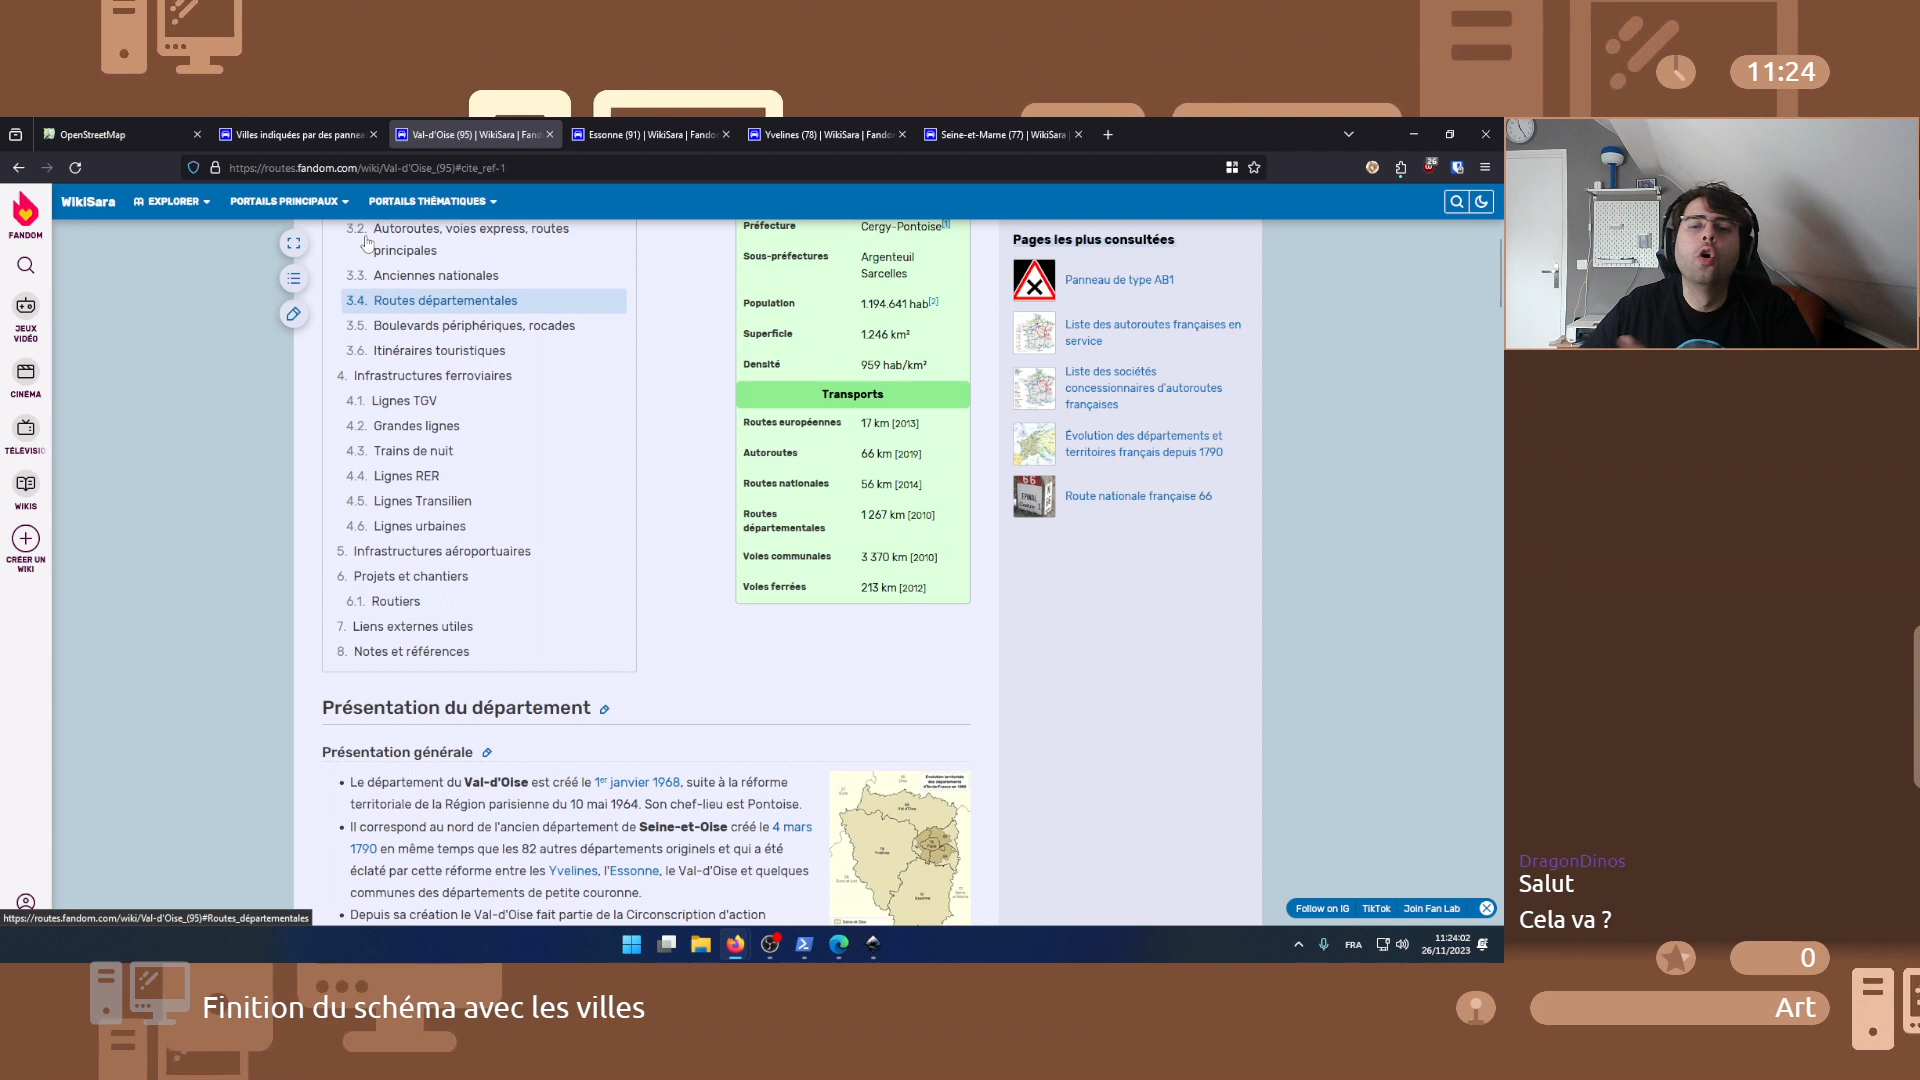 11:24
OpenStreetMap
Villes indiquées par des pannea
Val-d'Oise (95) | WikiSara | Fand
Essonne (91) | WikiSara | Fandom
Yvelines (78) | WikiSara | Fandom
Seine-et-Marne (77) | WikiSara |
https://routes.fandom.com/wiki/Val-d'Oise_(95)#cite_ref-1
26
WikiSara
EXPLORER
PORTAILS PRINCIPAUX
PORTAILS THÉMATIQUES
FANDOM
JEUX
VIDÉO
CINÉMA
TÉLÉVISIO
WIKIS
CRÉER UN
WIKI
3.2. Autoroutes, voies express, routes
principales
3.3. Anciennes nationales
3.4. Routes départementales
3.5. Boulevards périphériques, rocades
3.6. Itinéraires touristiques
4. Infrastructures ferroviaires
4.1. Lignes TGV
4.2. Grandes lignes
4.3. Trains de nuit
4.4. Lignes RER
4.5. Lignes Transilien
4.6. Lignes urbaines
5. Infrastructures aéroportuaires
6. Projets et chantiers
6.1. Routiers
7. Liens externes utiles
8. Notes et références
Préfecture Cergy-Pontoise[1]
Sous-préfectures Argenteuil
Sarcelles
Population 1.194.641 hab[2]
Superficie 1.246 km²
Densité 959 hab/km²
Transports
Routes européennes 17 km [2013]
Autoroutes 66 km [2019]
Routes nationales 56 km [2014]
Routes
départementales 1 267 km [2010]
Voies communales 3 370 km [2010]
Voies ferrées 213 km [2012]
Pages les plus consultées
Panneau de type AB1
Liste des autoroutes françaises en
service
Liste des sociétés
concessionnaires d'autoroutes
françaises
Évolution des départements et
territoires français depuis 1790
Route nationale française 66
66
EPINAL
Présentation du département
Présentation générale
• Le département du Val-d'Oise est créé le 1er janvier 1968, suite à la réforme
territoriale de la Région parisienne du 10 mai 1964. Son chef-lieu est Pontoise.
• Il correspond au nord de l'ancien département de Seine-et-Oise créé le 4 mars
1790 en même temps que les 82 autres départements originels et qui a été
éclaté par cette réforme entre les Yvelines, l'Essonne, le Val-d'Oise et quelques
communes des départements de petite couronne.
• Depuis sa création le Val-d'Oise fait partie de la Circonscription d'action
https://routes.fandom.com/wiki/Val-d'Oise_(95)#Routes_départementales
Follow on IG
TikTok
Join Fan Lab
FRA
11:24:02
26/11/2023
DragonDinos
Salut
Cela va ?
0
Finition du schéma avec les villes
Art